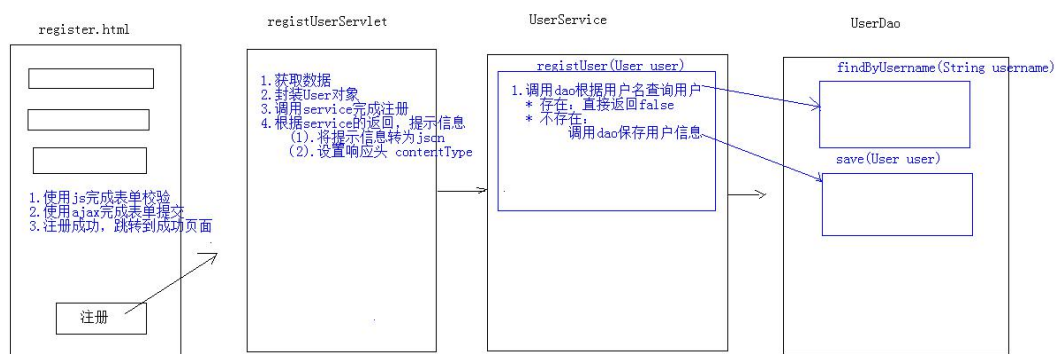 register.html
1.使用js完成表单校验
2.使用ajax完成表单提交
3.注册成功，跳转到成功页面
注册
registUserServlet
1.获取数据
2.封装User对象
3.调用service完成注册
4.根据service的返回，提示信息
(1).将提示信息转为json
(2).设置响应头 contentType
UserService
registUser(User user)
1.调用dao根据用户名查询用户
* 存在：直接返回false
* 不存在：
调用dao保存用户信息
UserDao
findByUsername(String username)
save(User user)